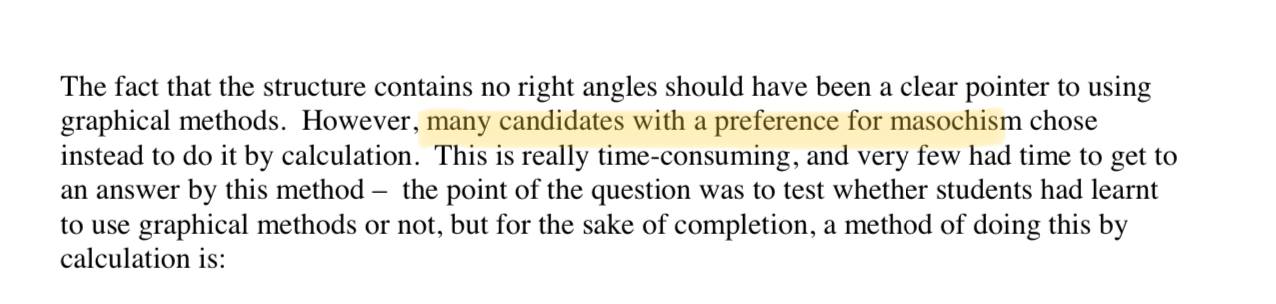 The fact that the structure contains no right angles should have been a clear pointer to using
graphical methods.  However, many candidates with a preference for masochism chose
instead to do it by calculation.  This is really time-consuming, and very few had time to get to
an answer by this method –  the point of the question was to test whether students had learnt
to use graphical methods or not, but for the sake of completion, a method of doing this by
calculation is: